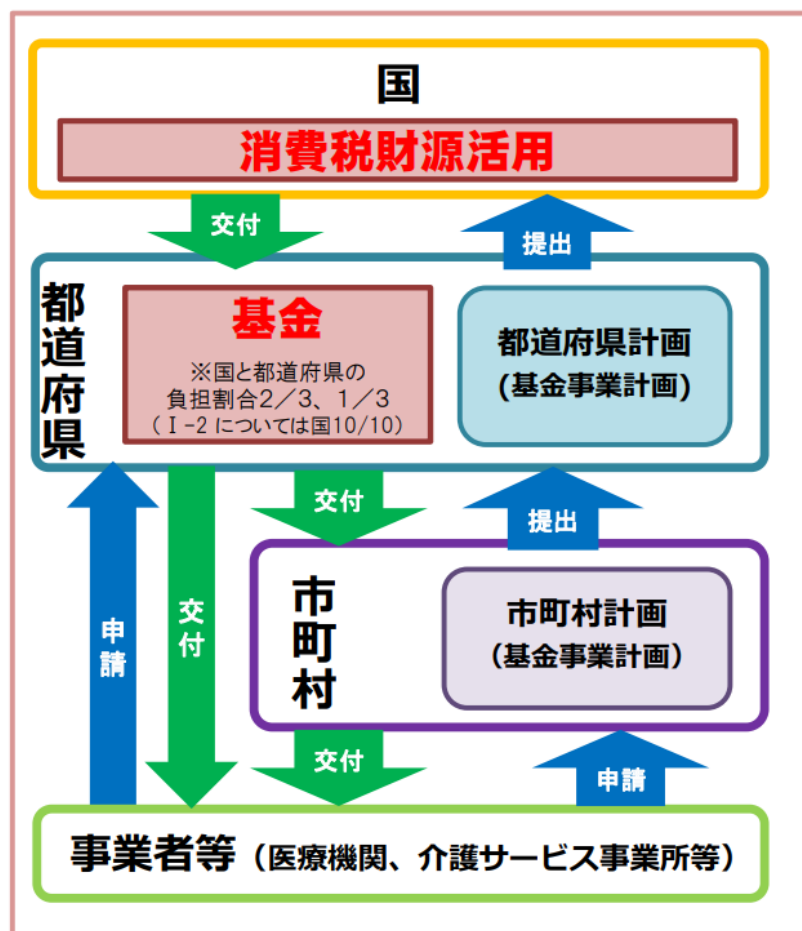 国
消費税財源活用
交付
提出
都道府県
基金
※国と都道府県の
負担割合2／3、1／3
（Ⅰ-2 については国10/10）
都道府県計画
(基金事業計画)
交付
提出
申請
交付
市町村
市町村計画
（基金事業計画）
交付
申請
事業者等（医療機関、介護サービス事業所等）